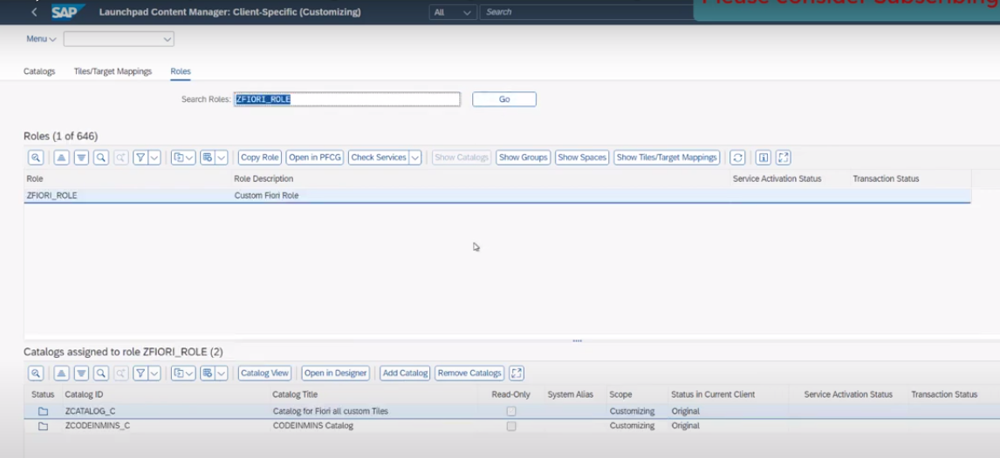 Please consider Subscribing
SAP Launchpad Content Manager: Client-Specific (Customizing) All Search
Menu
Catalogs Tiles/Target Mappings Roles
Search Roles: ZFIORI_ROLE Go
Roles (1 of 646)
Copy Role Open in PFCG Check Services Show Catalogs Show Groups Show Spaces Show Tiles/Target Mappings
Role Role Description Service Activation Status Transaction Status
ZFIORI_ROLE Custom Fiori Role
Catalogs assigned to role ZFIORI_ROLE (2)
Catalog View Open in Designer Add Catalog Remove Catalogs
Status Catalog ID Catalog Title Read-Only System Alias Scope Status in Current Client Service Activation Status Transaction Status
ZCATALOG_C Catalog for Fiori all custom Tiles Customizing Original
ZCODEINMINS_C CODEINMINS Catalog Customizing Original